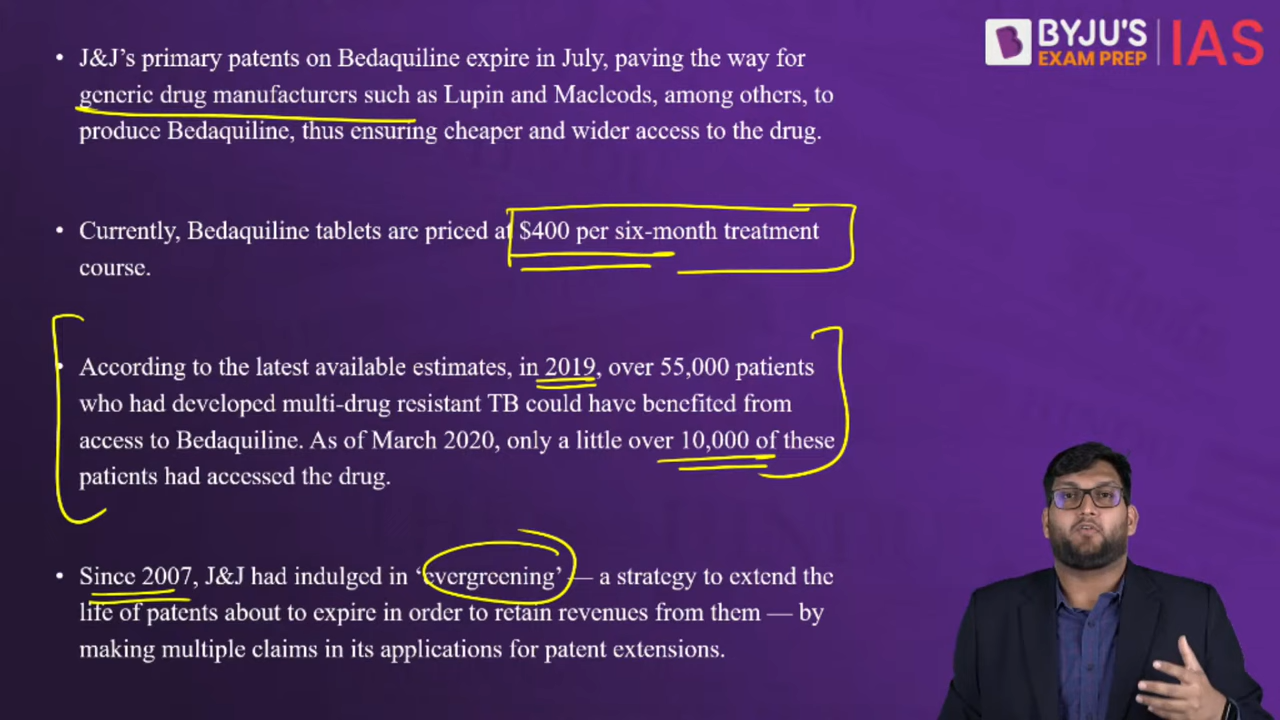 • J&J's primary patents on Bedaquiline expire in July, paving the way for
generic drug manufacturers such as Lupin and Macleods, among others, to
produce Bedaquiline, thus ensuring cheaper and wider access to the drug.
• Currently, Bedaquiline tablets are priced at $400 per six-month treatment
course.
• According to the latest available estimates, in 2019, over 55,000 patients
who had developed multi-drug resistant TB could have benefited from
access to Bedaquiline. As of March 2020, only a little over 10,000 of these
patients had accessed the drug.
• Since 2007, J&J had indulged in ‘evergreening’ — a strategy to extend the
life of patents about to expire in order to retain revenues from them — by
making multiple claims in its applications for patent extensions.
BYJU'S
EXAM PREP
IAS